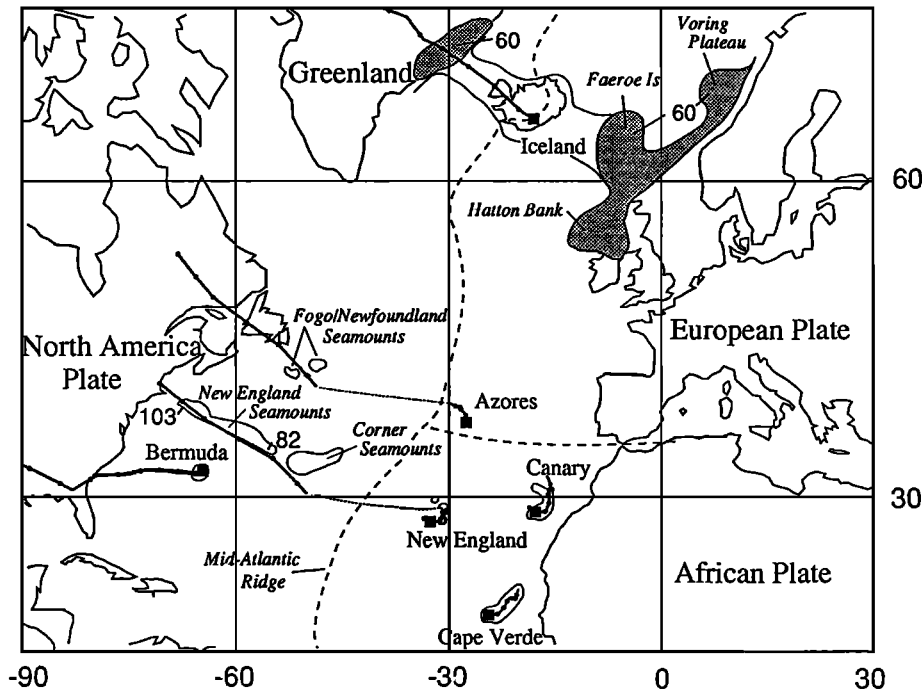 Voring
Plateau
60
Greenland
Faeroe Is
60
Iceland
60
Hatton Bank
Fogo/Newfoundland
Seamounts
European Plate
North America
Plate
New England
Seamounts
Azores
103
82
Corner
Seamounts
Bermuda
Canary
30
New England
Mid-Atlantic
Ridge
African Plate
Cape Verde
-90
-60
-30
0
30